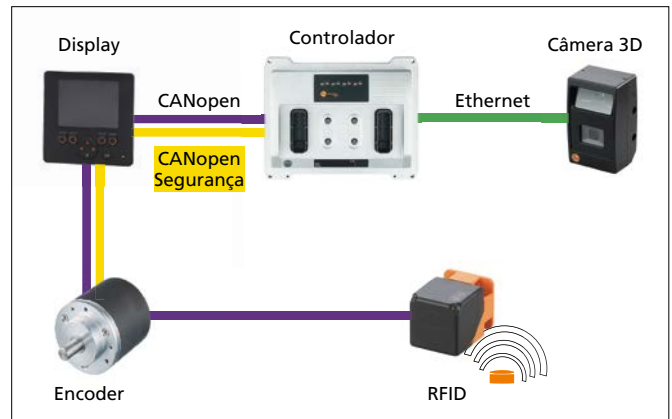 Display
Controlador
Câmera 3D
CANopen
Ethernet
CANopen
Segurança
Encoder
RFID